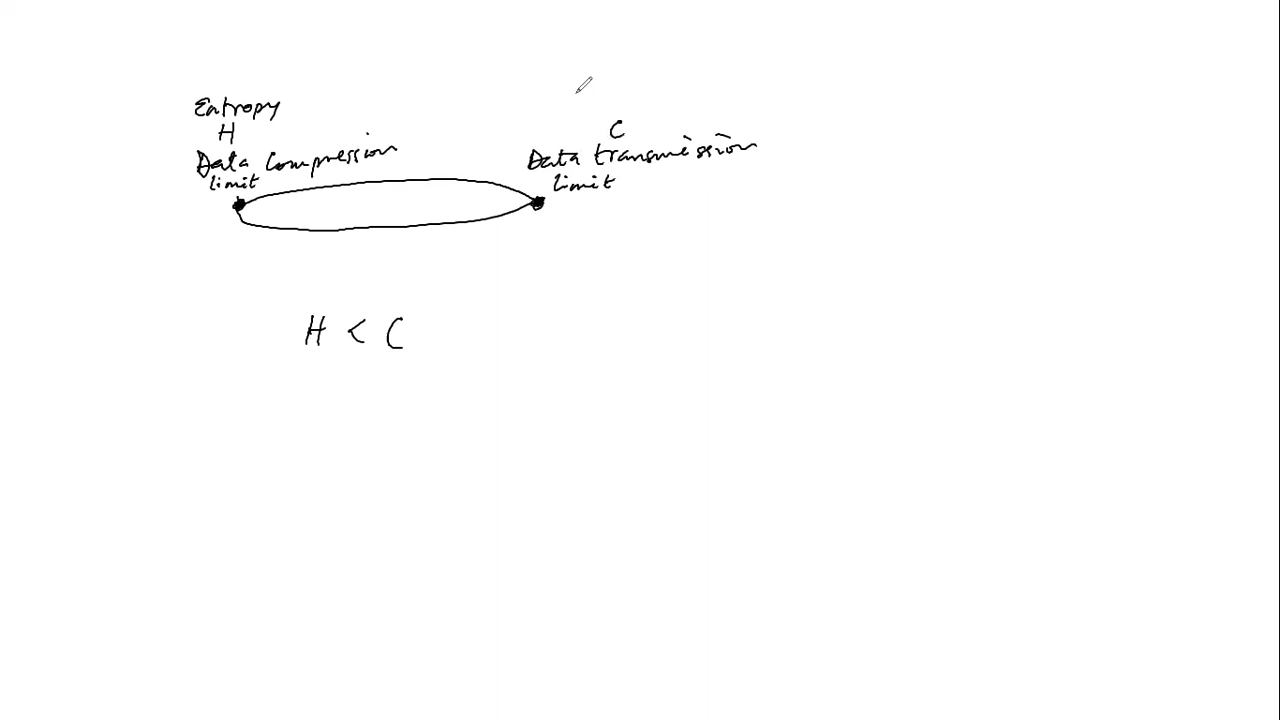 Entropy
H
Data Compression
limit
C
Data transmission
limit
H < C